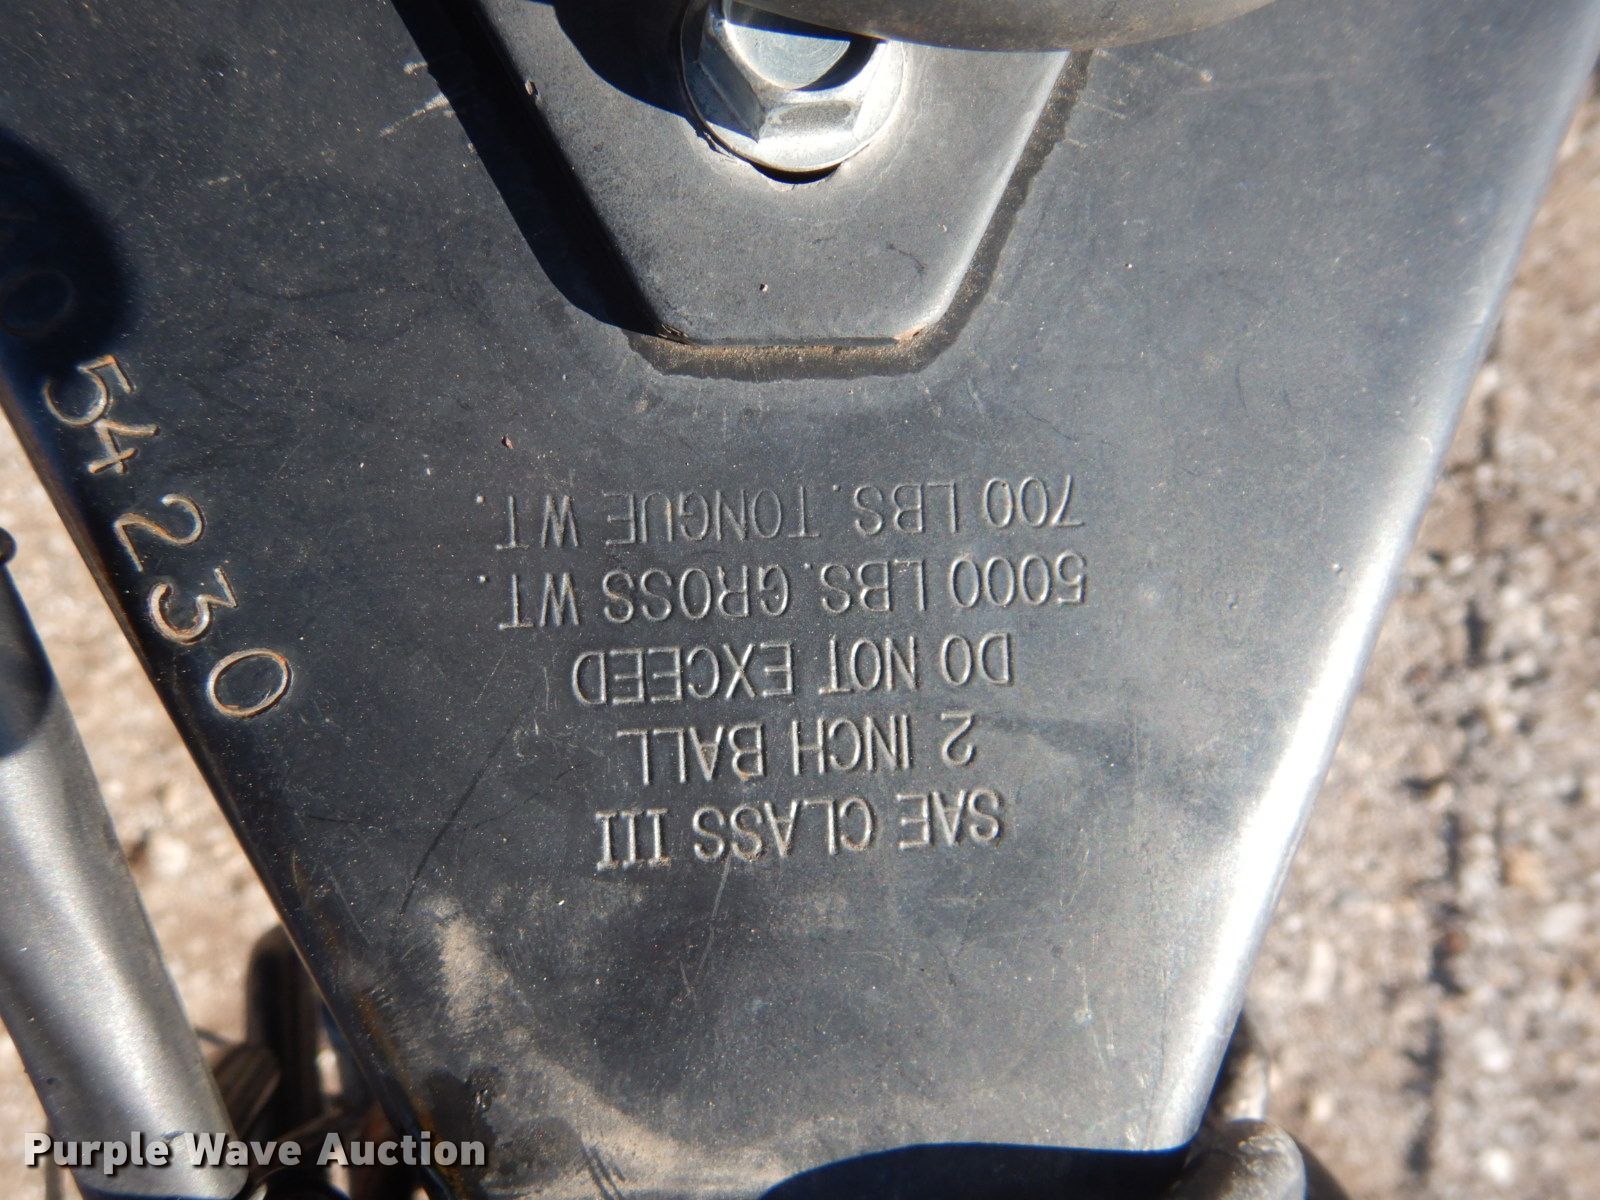 SAE CLASS III
2 INCH BALL
DO NOT EXCEED
5000 LBS. GROSS WT.
700 LBS. TONGUE WT.
054230
Purple Wave Auction